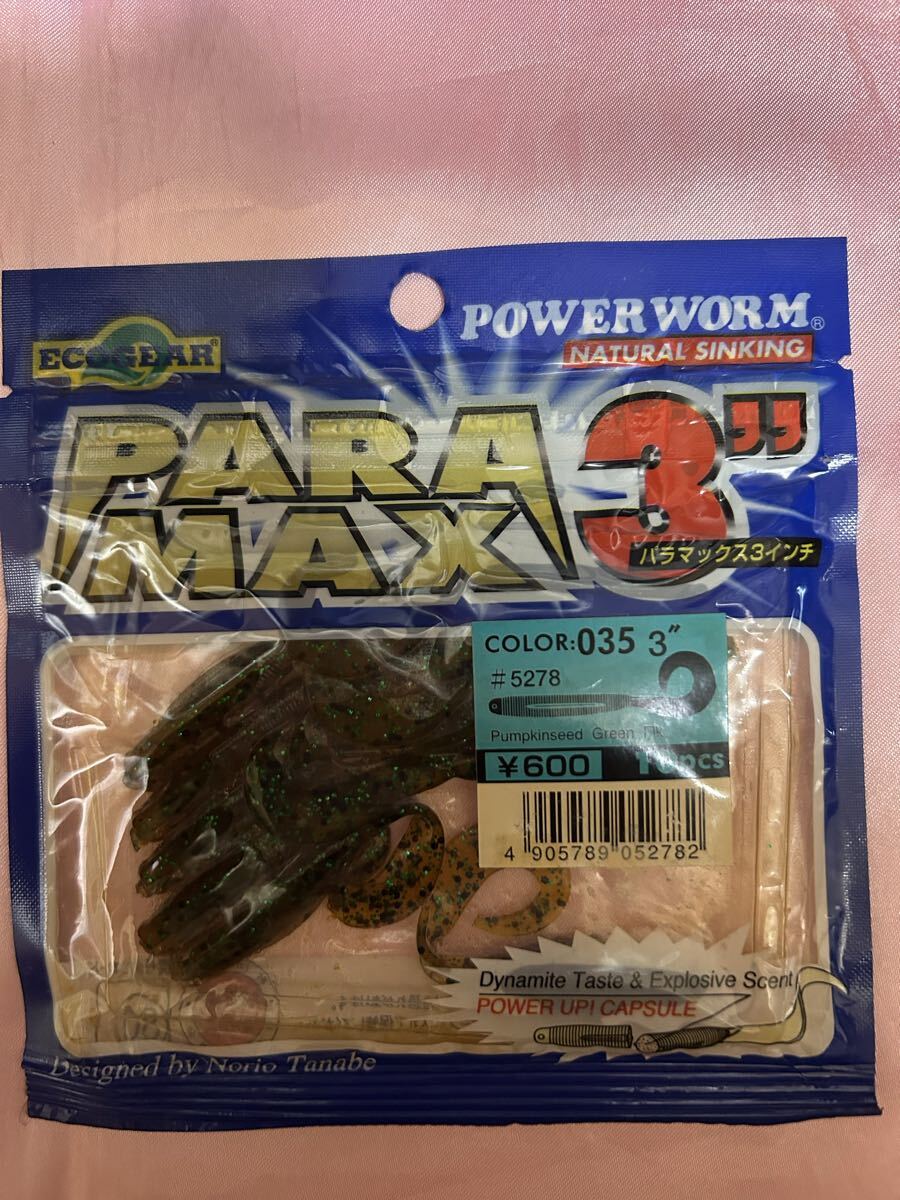 ECOGEAR®
POWER WORM®
NATURAL SINKING
PARA
MAX
3"
パラマックス3インチ
COLOR:035 3"
#5278
Pumpkinseed Green
¥600 10pcs
4 905789 052782
Dynamite Taste & Explosive Scent
POWER UP! CAPSULE
Designed by Norio Tanabe